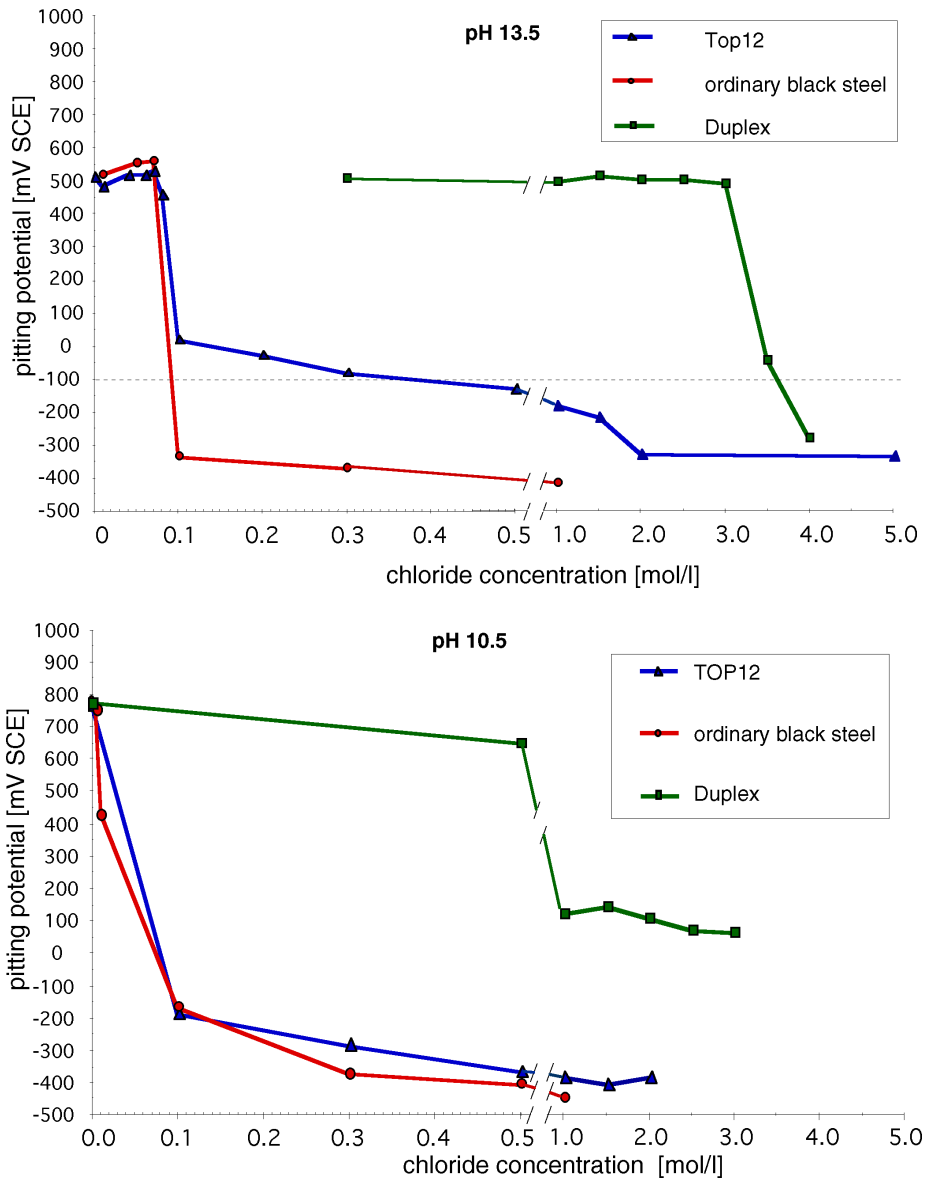 pH 13.5
Top12
ordinary black steel
Duplex
pitting potential [mV SCE]
1000
900
800
700
600
500
400
300
200
100
0
-100
-200
-300
-400
-500
0 0.1 0.2 0.3 0.4 0.5 1.0 2.0 3.0 4.0 5.0
chloride concentration [mol/l]
pH 10.5
TOP12
ordinary black steel
Duplex
pitting potential [mV SCE]
1000
900
800
700
600
500
400
300
200
100
0
-100
-200
-300
-400
-500
0.0 0.1 0.2 0.3 0.4 0.5 1.0 2.0 3.0 4.0 5.0
chloride concentration [mol/l]